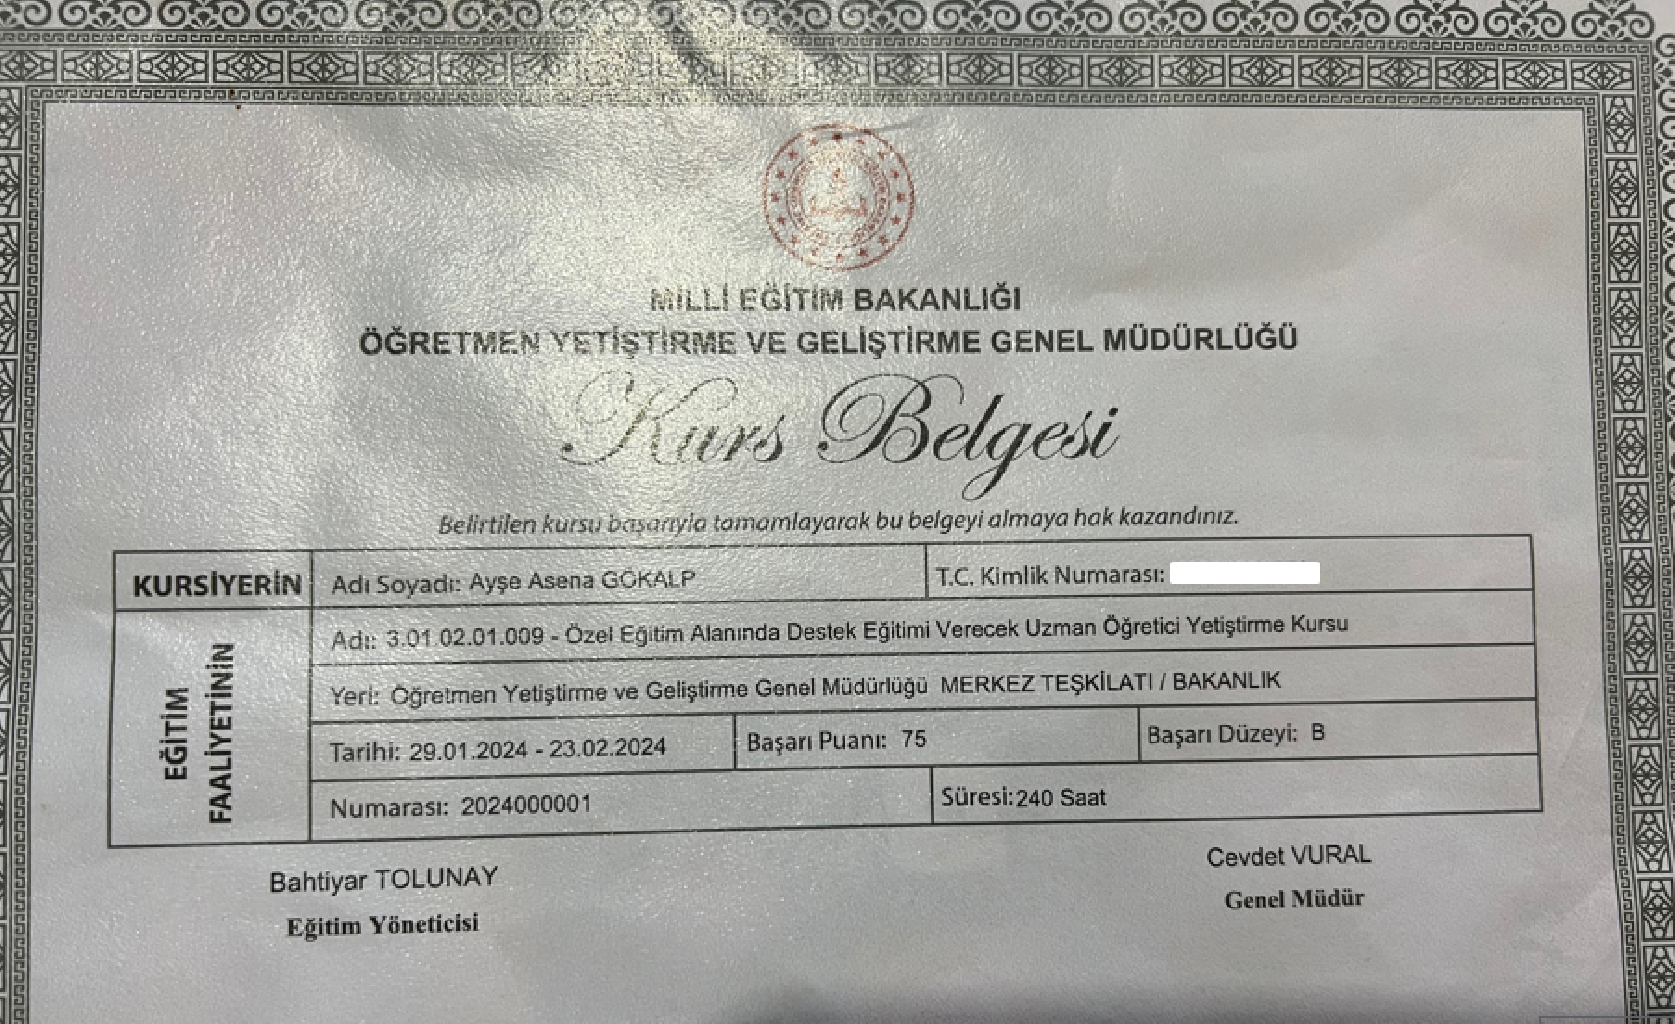 MİLLİ EĞİTİM BAKANLIĞI
ÖĞRETMEN YETİŞTİRME VE GELİŞTİRME GENEL MÜDÜRLÜĞÜ
Kurs Belgesi
Belirtilen kursu başarıyla tamamlayarak bu belgeyi almaya hak kazandınız.
KURSİYERİN
Adı Soyadı: Ayşe Asena GÖKALP
T.C. Kimlik Numarası:
EĞİTİM
FAALİYETİNİN
Adı: 3.01.02.01.009 - Özel Eğitim Alanında Destek Eğitimi Verecek Uzman Öğretici Yetiştirme Kursu
Yeri: Öğretmen Yetiştirme ve Geliştirme Genel Müdürlüğü MERKEZ TEŞKİLATI / BAKANLIK
Tarihi: 29.01.2024 - 23.02.2024
Başarı Puanı: 75
Başarı Düzeyi: B
Numarası: 2024000001
Süresi: 240 Saat
Bahtiyar TOLUNAY
Eğitim Yöneticisi
Cevdet VURAL
Genel Müdür